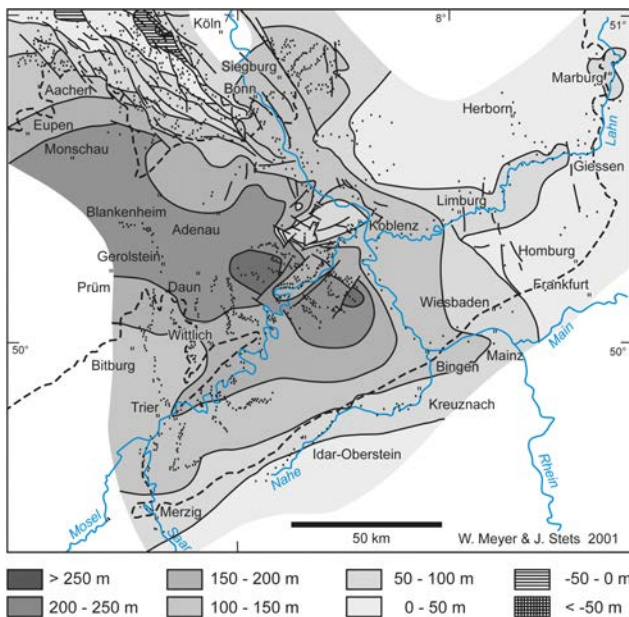 Köln
7°
8°
51°
Siegburg
Marburg
Aachen
Bonn
Herborn
Lahn
Eupen
Giessen
Monschau
Limburg
Blankenheim
Koblenz
Adenau
Homburg
Gerolstein
Frankfurt
Prüm
Daun
Wiesbaden
Main
Wittlich
50°
Mainz
50°
Bitburg
Bingen
Trier
Kreuznach
Idar-Oberstein
Nahe
Rhein
Mosel
Merzig
Saar
50 km
W. Meyer & J. Stets 2001
> 250 m 150 - 200 m 50 - 100 m -50 - 0 m
200 - 250 m 100 - 150 m 0 - 50 m < -50 m